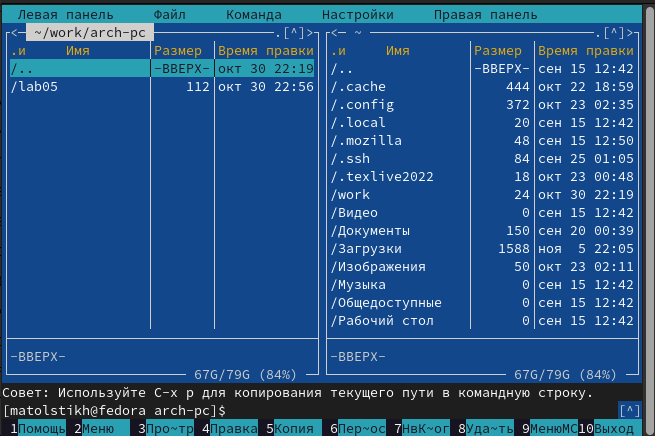 Левая панель Файл Команда Настройки Правая панель
<─ ~/work/arch-pc .[^]> <─ ~ .[^]>
.и Имя Размер Время правки .и Имя Размер Время правки
/.. -ВВЕРХ- окт 30 22:19 /.. -ВВЕРХ- сен 15 12:42
/lab05 112 окт 30 22:56 /.cache 444 окт 22 18:59
/.config 372 окт 23 02:35
/.local 20 сен 15 12:42
/.mozilla 48 сен 15 12:50
/.ssh 84 сен 25 01:05
/.texlive2022 18 окт 23 00:48
/work 24 окт 30 22:19
/Видео 0 сен 15 12:42
/Документы 150 сен 20 00:39
/Загрузки 1588 ноя 5 22:05
/Изображения 50 окт 23 02:11
/Музыка 0 сен 15 12:42
/Общедоступные 0 сен 15 12:42
/Рабочий стол 0 сен 15 12:42
-ВВЕРХ- -ВВЕРХ-
67G/79G (84%) 67G/79G (84%)
Совет: Используйте C-x p для копирования текущего пути в командную строку.
[matolstikh@fedora arch-pc]$ [^]
1Помощь 2Меню 3Про~тр 4Правка 5Копия 6Пер~ос 7НвК~ог 8Уда~ть 9МенюMC 10Выход